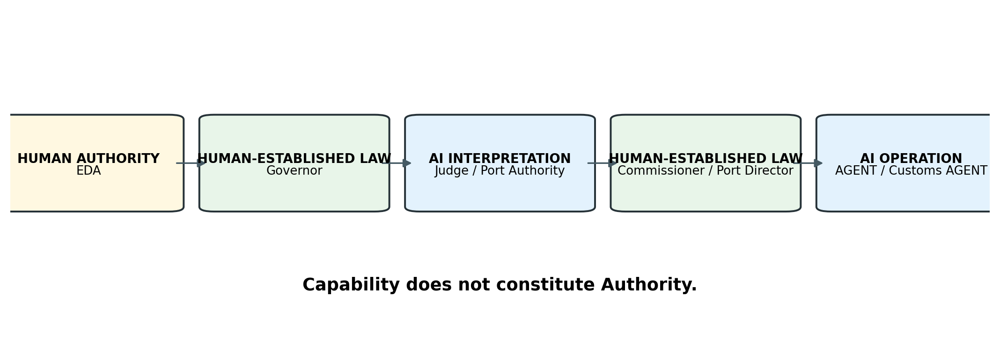 HUMAN AUTHORITY
EDA
HUMAN-ESTABLISHED LAW
Governor
AI INTERPRETATION
Judge / Port Authority
HUMAN-ESTABLISHED LAW
Commissioner / Port Director
AI OPERATION
AGENT / Customs AGENT
Capability does not constitute Authority.